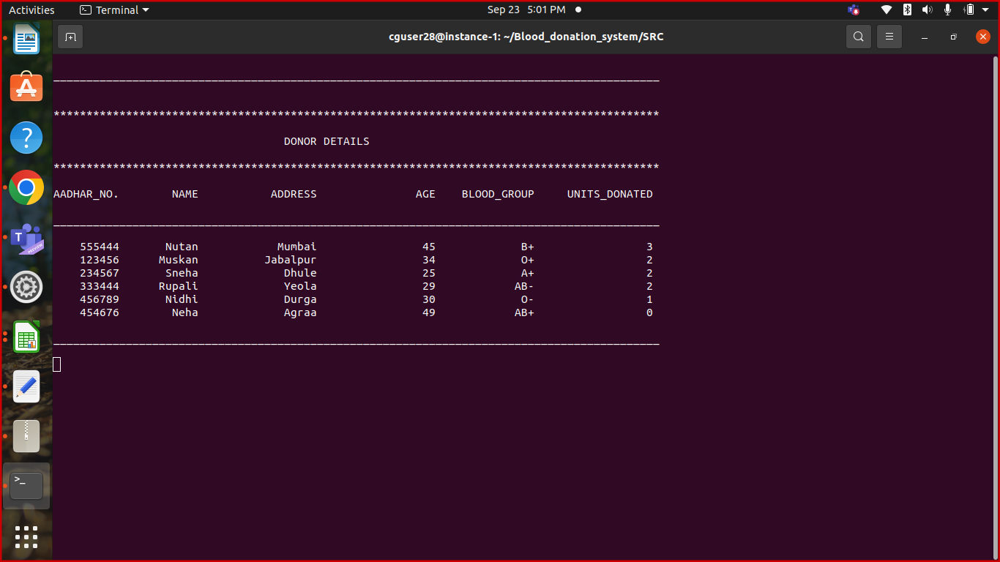 Activities Terminal Sep 23 5:01 PM
cguser28@instance-1: ~/Blood_donation_system/SRC
____________________________________________________________________________________________
********************************************************************************************
DONOR DETAILS
********************************************************************************************
AADHAR_NO. NAME ADDRESS AGE BLOOD_GROUP UNITS_DONATED
____________________________________________________________________________________________
555444 Nutan Mumbai 45 B+ 3
123456 Muskan Jabalpur 34 O+ 2
234567 Sneha Dhule 25 A+ 2
333444 Rupali Yeola 29 AB- 2
456789 Nidhi Durga 30 O- 1
454676 Neha Agraa 49 AB+ 0
____________________________________________________________________________________________